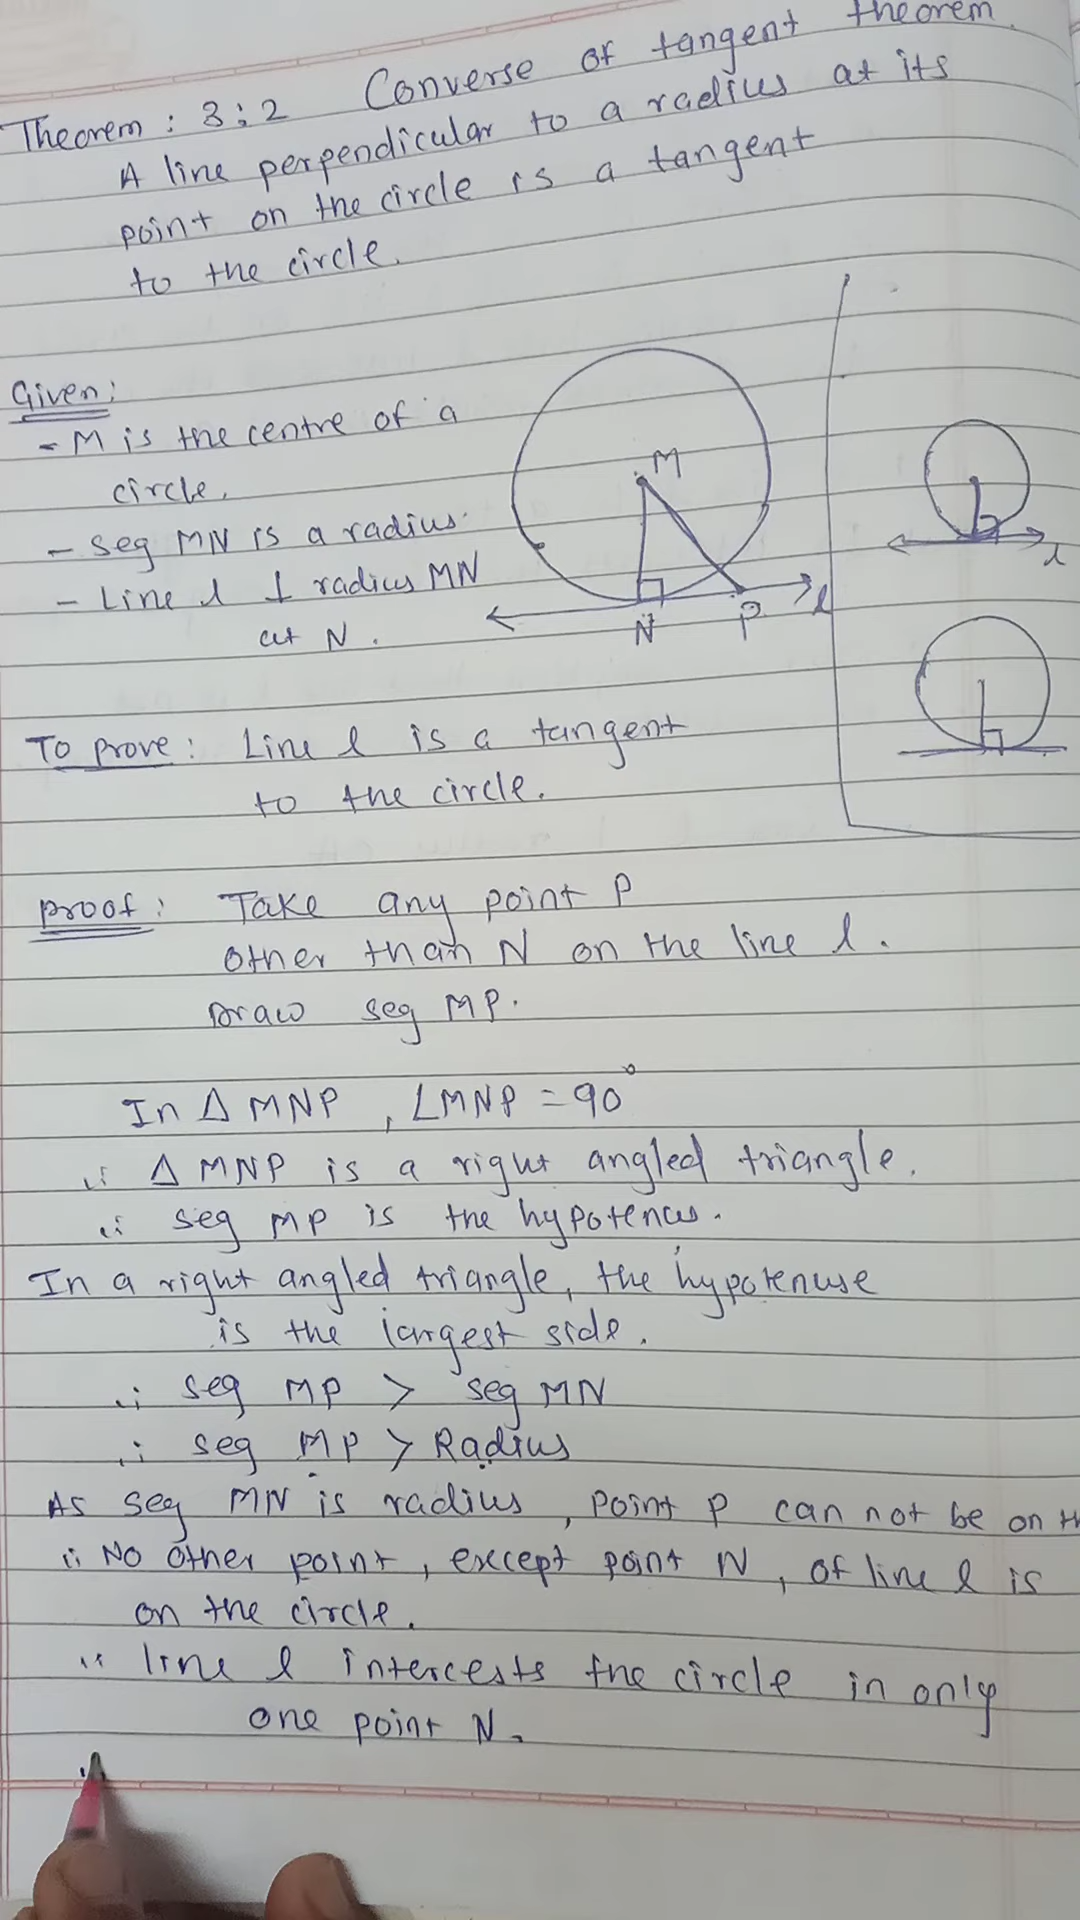 Theorem : 3:2 Converse of tangent theorem.
A line perpendicular to a radius at its
point on the circle is a tangent
to the circle.
Given:
- M is the centre of a
circle.
- seg MN is a radius.
- Line l ⊥ radius MN
at N.
M
N
P
l
l
To prove: Line l is a tangent
to the circle.
proof: Take any point P
other than N on the line l.
Draw seg MP.
In Δ MNP, ∠MNP = 90°
∴ Δ MNP is a right angled triangle.
∴ seg MP is the hypotenus.
In a right angled triangle, the hypotenuse
is the largest side.
∴ seg MP > seg MN
∴ seg MP > Radius
As seg MN is radius, point P can not be on th
∴ No other point, except point N, of line l is
on the circle.
∴ line l intercests the circle in only
one point N.